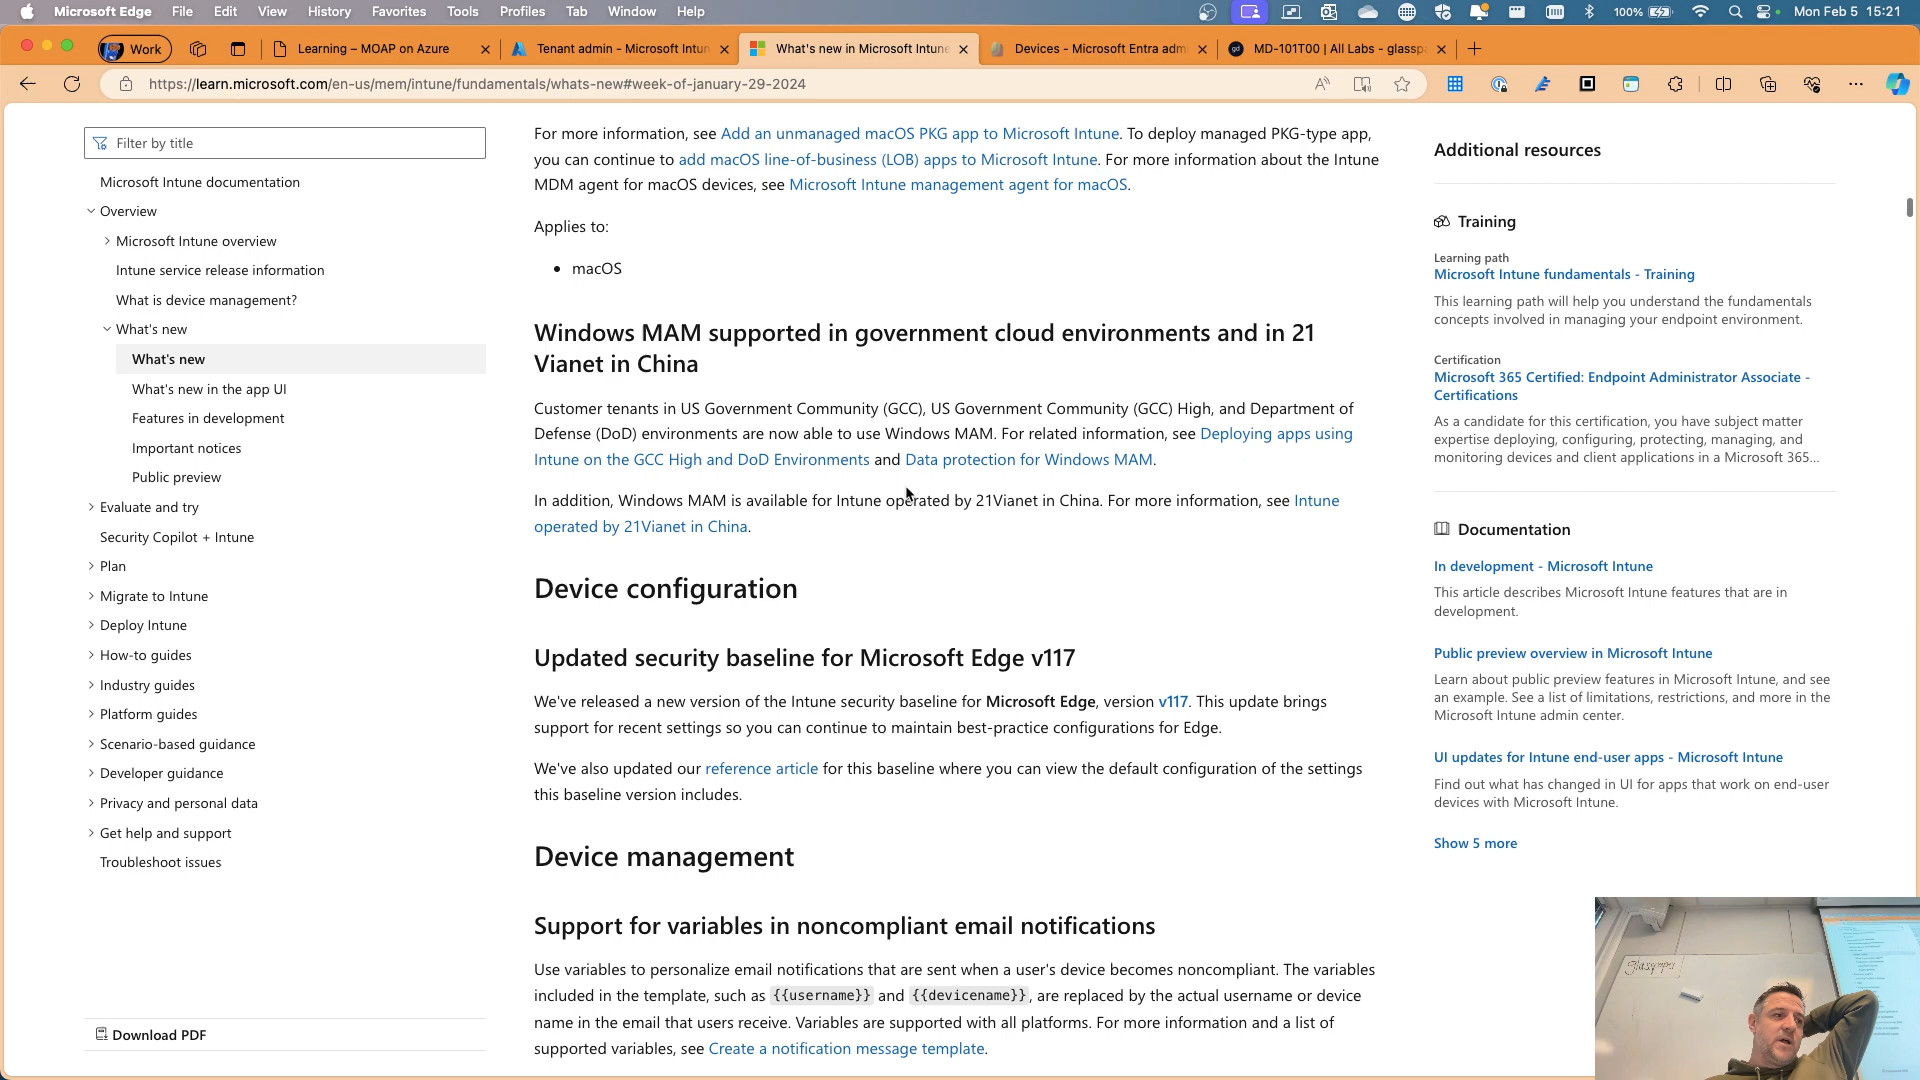 Microsoft Edge File Edit View History Favorites Tools Profiles Tab Window Help 100% Mon Feb 5 15:21
Work Learning – MOAP on Azure Tenant admin - Microsoft Intun What's new in Microsoft Intune Devices - Microsoft Entra adm MD-101T00 | All Labs - glassp
https://learn.microsoft.com/en-us/mem/intune/fundamentals/whats-new#week-of-january-29-2024
Filter by title
Microsoft Intune documentation
Overview
Microsoft Intune overview
Intune service release information
What is device management?
What's new
What's new
What's new in the app UI
Features in development
Important notices
Public preview
Evaluate and try
Security Copilot + Intune
Plan
Migrate to Intune
Deploy Intune
How-to guides
Industry guides
Platform guides
Scenario-based guidance
Developer guidance
Privacy and personal data
Get help and support
Troubleshoot issues
Download PDF
For more information, see Add an unmanaged macOS PKG app to Microsoft Intune. To deploy managed PKG-type app,
you can continue to add macOS line-of-business (LOB) apps to Microsoft Intune. For more information about the Intune
MDM agent for macOS devices, see Microsoft Intune management agent for macOS.
Applies to:
• macOS
Windows MAM supported in government cloud environments and in 21
Vianet in China
Customer tenants in US Government Community (GCC), US Government Community (GCC) High, and Department of
Defense (DoD) environments are now able to use Windows MAM. For related information, see Deploying apps using
Intune on the GCC High and DoD Environments and Data protection for Windows MAM.
In addition, Windows MAM is available for Intune operated by 21Vianet in China. For more information, see Intune
operated by 21Vianet in China.
Device configuration
Updated security baseline for Microsoft Edge v117
We've released a new version of the Intune security baseline for Microsoft Edge, version v117. This update brings
support for recent settings so you can continue to maintain best-practice configurations for Edge.
We've also updated our reference article for this baseline where you can view the default configuration of the settings
this baseline version includes.
Device management
Support for variables in noncompliant email notifications
Use variables to personalize email notifications that are sent when a user's device becomes noncompliant. The variables
included in the template, such as {{username}} and {{devicename}}, are replaced by the actual username or device
name in the email that users receive. Variables are supported with all platforms. For more information and a list of
supported variables, see Create a notification message template.
Additional resources
Training
Learning path
Microsoft Intune fundamentals - Training
This learning path will help you understand the fundamentals
concepts involved in managing your endpoint environment.
Certification
Microsoft 365 Certified: Endpoint Administrator Associate -
Certifications
As a candidate for this certification, you have subject matter
expertise deploying, configuring, protecting, managing, and
monitoring devices and client applications in a Microsoft 365...
Documentation
In development - Microsoft Intune
This article describes Microsoft Intune features that are in
development.
Public preview overview in Microsoft Intune
Learn about public preview features in Microsoft Intune, and see
an example. See a list of limitations, restrictions, and more in the
Microsoft Intune admin center.
UI updates for Intune end-user apps - Microsoft Intune
Find out what has changed in UI for apps that work on end-user
devices with Microsoft Intune.
Show 5 more